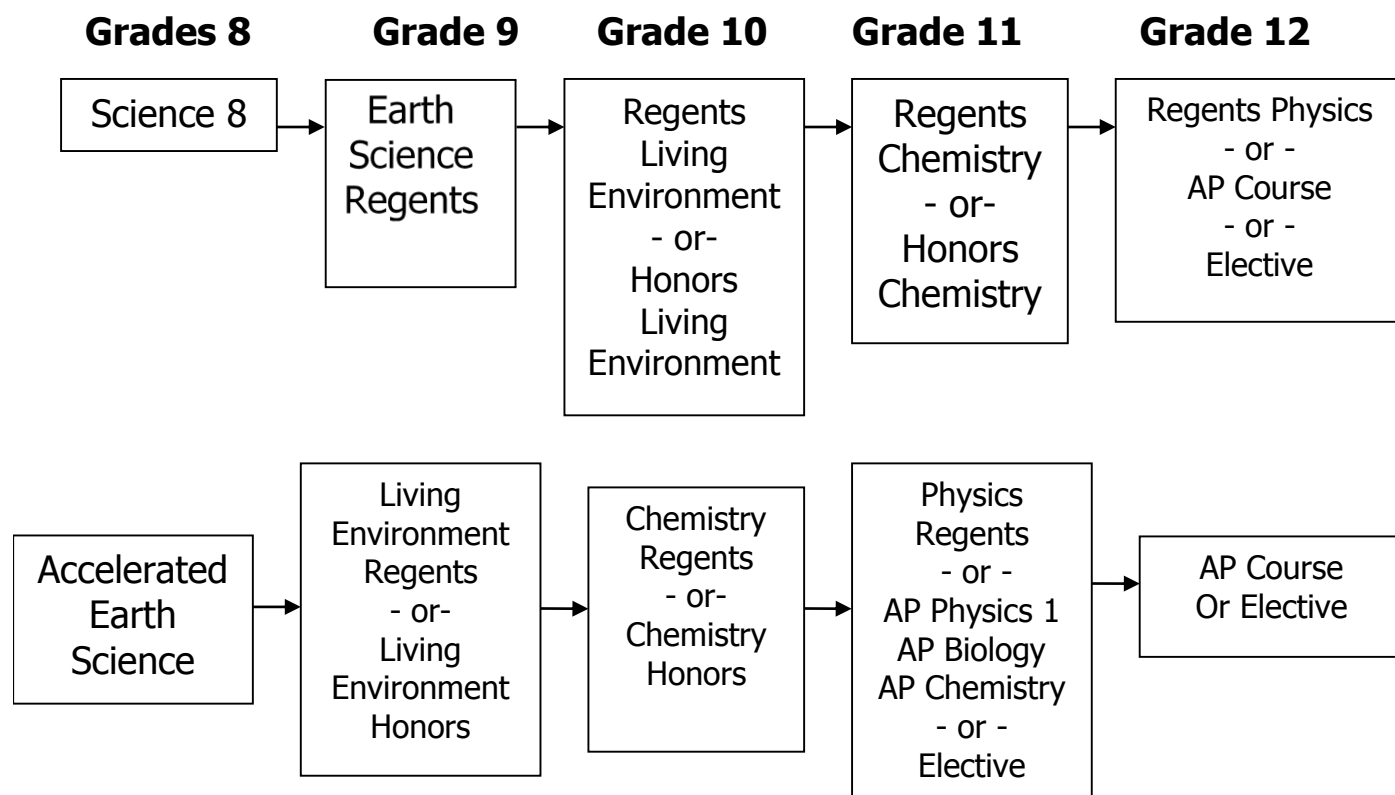 Grades 8
Grade 9
Grade 10
Grade 11
Grade 12
Science 8
Earth
Science
Regents
Regents
Living
Environment
- or-
Honors
Living
Environment
Regents
Chemistry
- or-
Honors
Chemistry
Regents Physics
- or -
AP Course
- or -
Elective
Accelerated
Earth
Science
Living
Environment
Regents
- or-
Living
Environment
Honors
Chemistry
Regents
- or-
Chemistry
Honors
Physics
Regents
- or -
AP Physics 1
AP Biology
AP Chemistry
- or -
Elective
AP Course
Or Elective